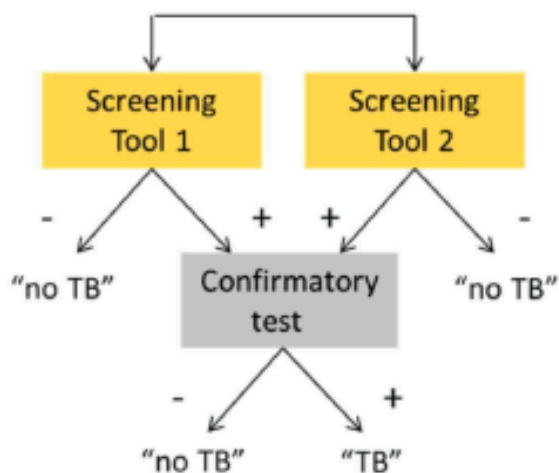 Screening Screening
Tool 1 Tool 2
- + + -
“no TB” Confirmatory “no TB”
test
- +
“no TB” “TB”